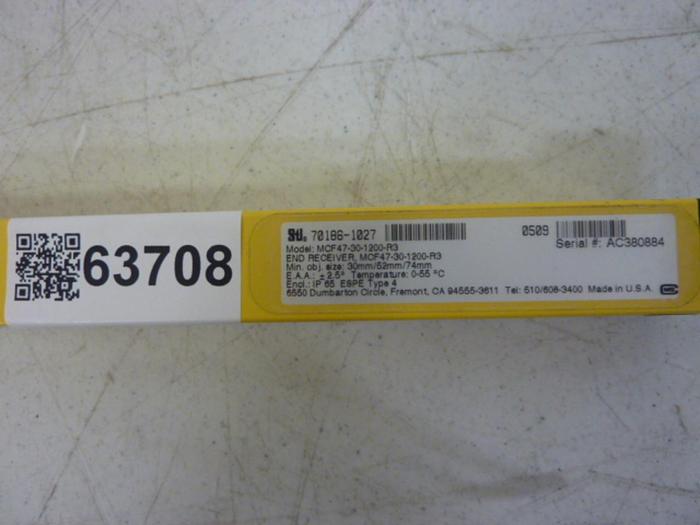 63708
STI® 70186-1027
0509
Model: MCF47-30-1200-R3
Serial #: AC380884
END RECEIVER, MCF47-30-1200-R3
Min. obj. size: 30mm/52mm/74mm
E.A.A.: ± 2.5° Temperature: 0-55 °C
Encl.: IP 65 ESPE Type 4
6550 Dumbarton Circle, Fremont, CA 94555-3611 Tel: 510/608-3400 Made in U.S.A.